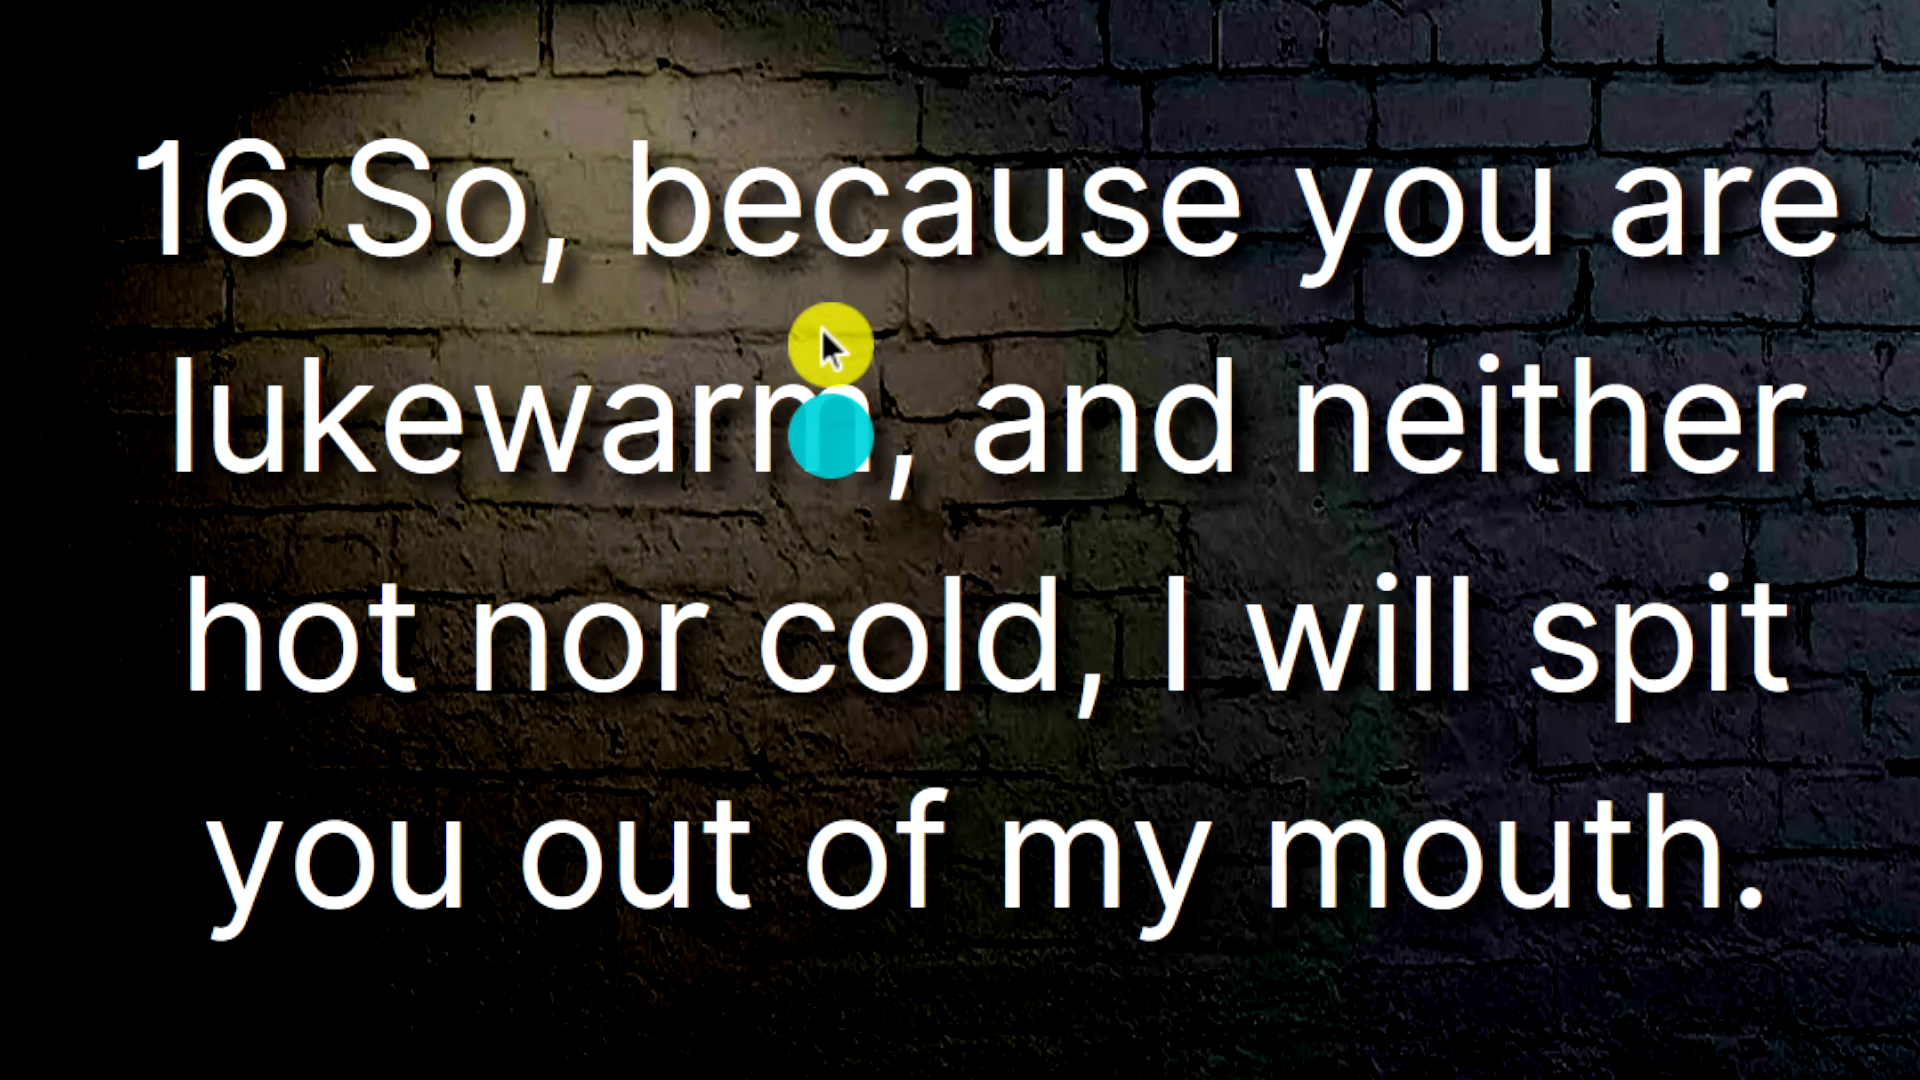 16 So, because you are
lukewarm, and neither
hot nor cold, I will spit
you out of my mouth.